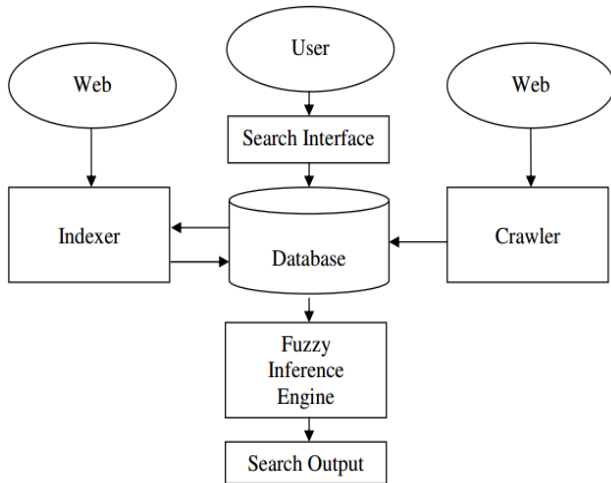 User
Web
Web
Search Interface
Indexer
Database
Crawler
Fuzzy
Inference
Engine
Search Output